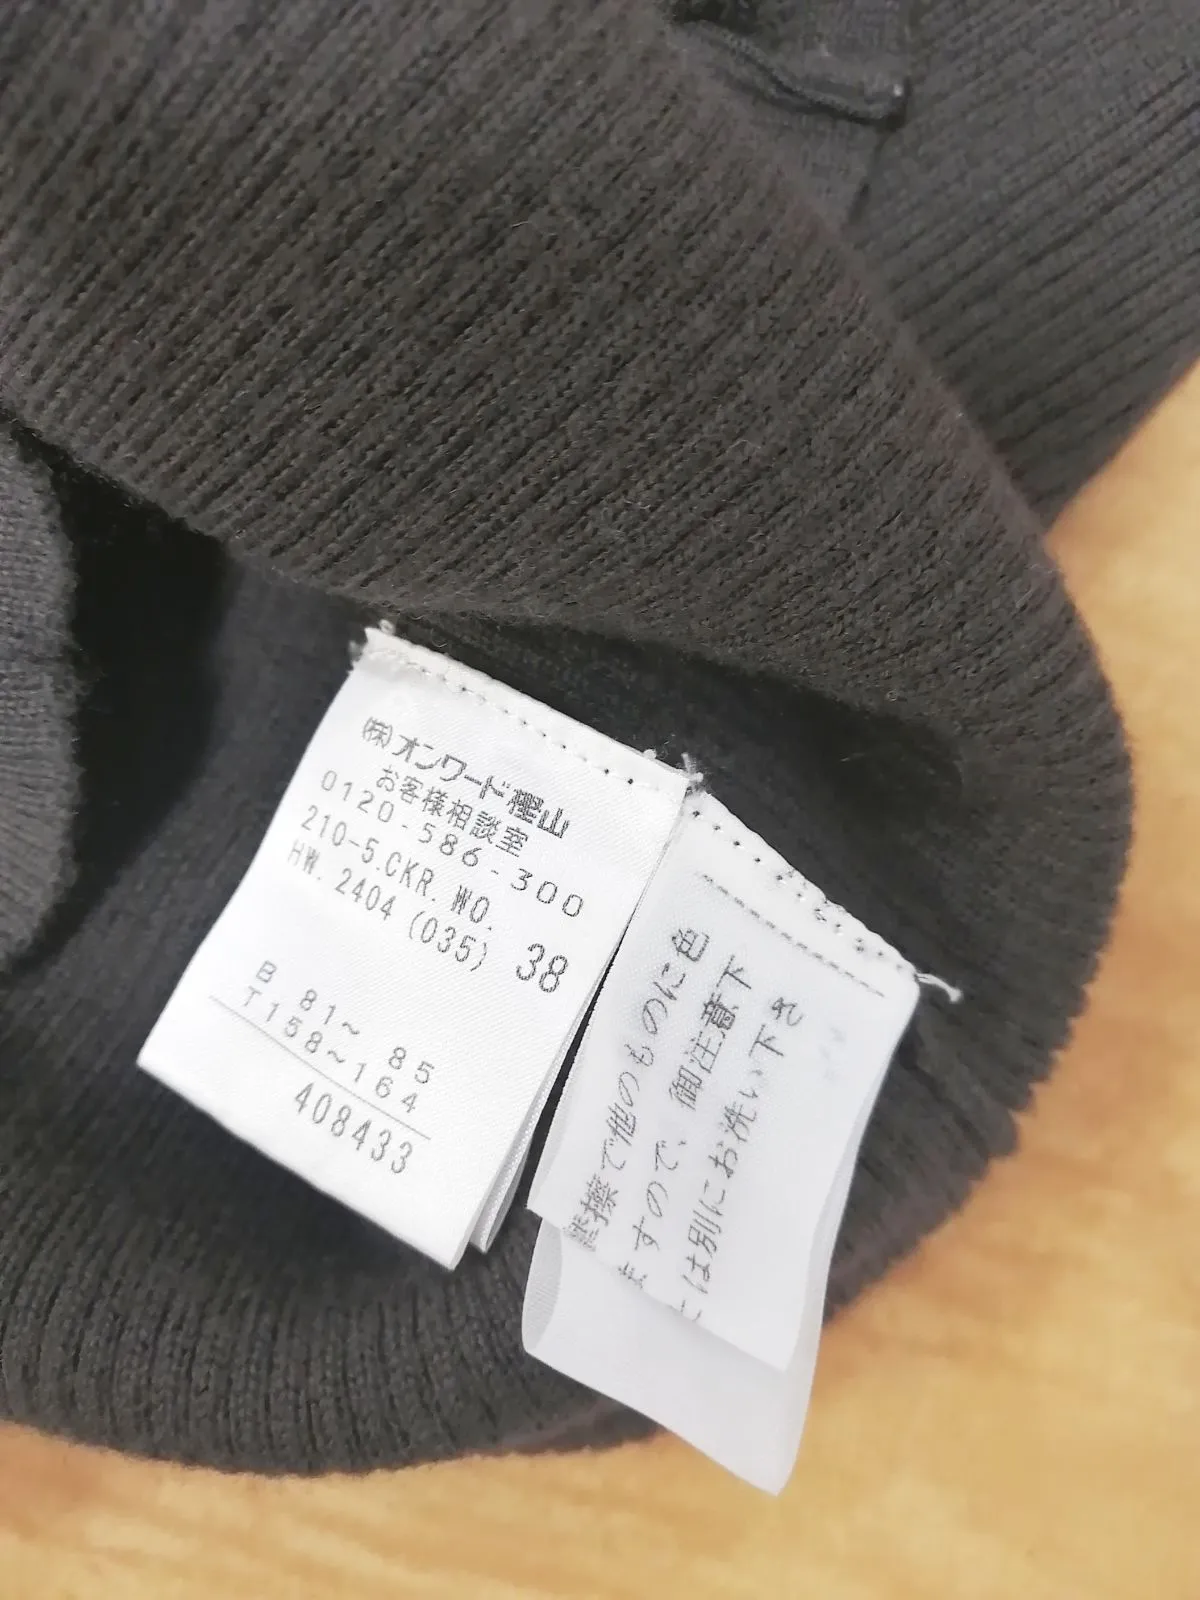 (株)オンワード樫山
お客様相談室
0120-586-300
210-5.CKR.WO.
HW.2404(035) 38
B 81~ 85
T158~164
408433
摩擦で他のものに色
ますので、御注意下
は別にお洗い下さ